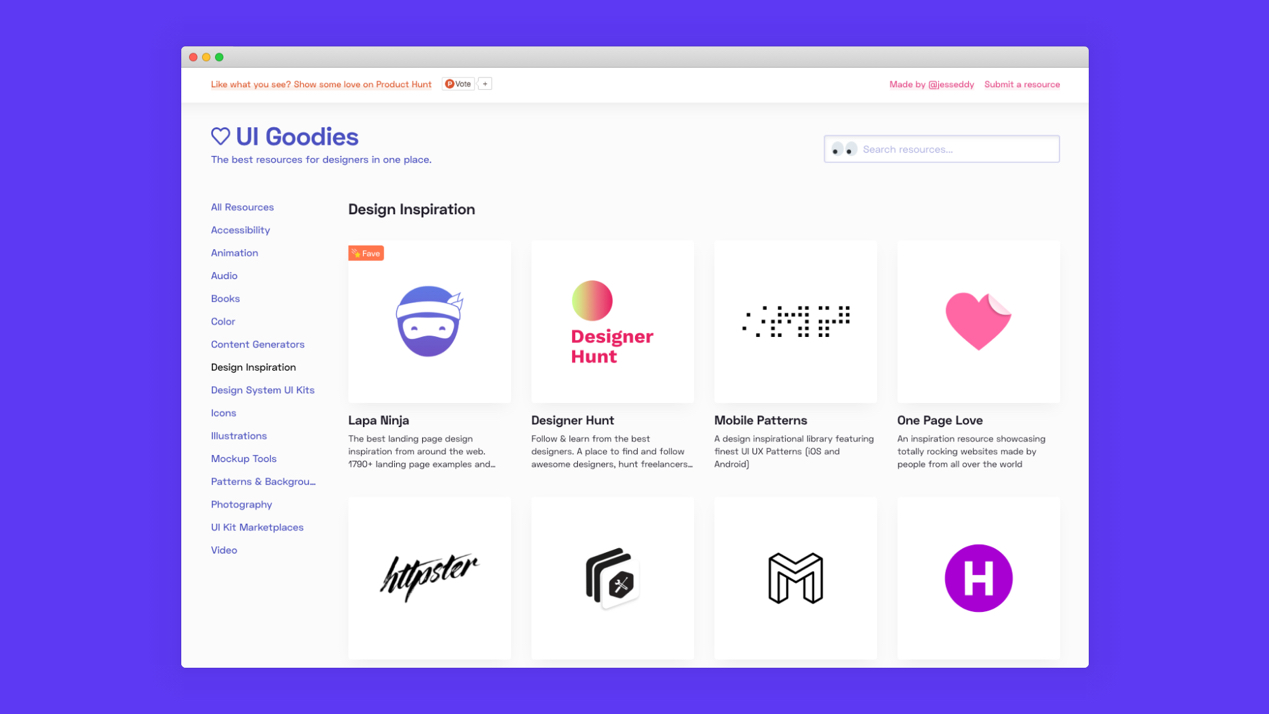 Like what you see? Show some love on Product Hunt
P Vote
+
Made by @jesseddy
Submit a resource
UI Goodies
The best resources for designers in one place.
Search resources...
All Resources
Accessibility
Animation
Audio
Books
Color
Content Generators
Design Inspiration
Design System UI Kits
Icons
Illustrations
Mockup Tools
Patterns & Backgrou...
Photography
UI Kit Marketplaces
Video
Design Inspiration
Fave
Lapa Ninja
The best landing page design
inspiration from around the web.
1790+ landing page examples and...
Designer
Hunt
Designer Hunt
Follow & learn from the best
designers. A place to find and follow
awesome designers, hunt freelancers...
Mobile Patterns
A design inspirational library featuring
finest UI UX Patterns (iOS and
Android)
One Page Love
An inspiration resource showcasing
totally rocking websites made by
people from all over the world
httpster
M
H